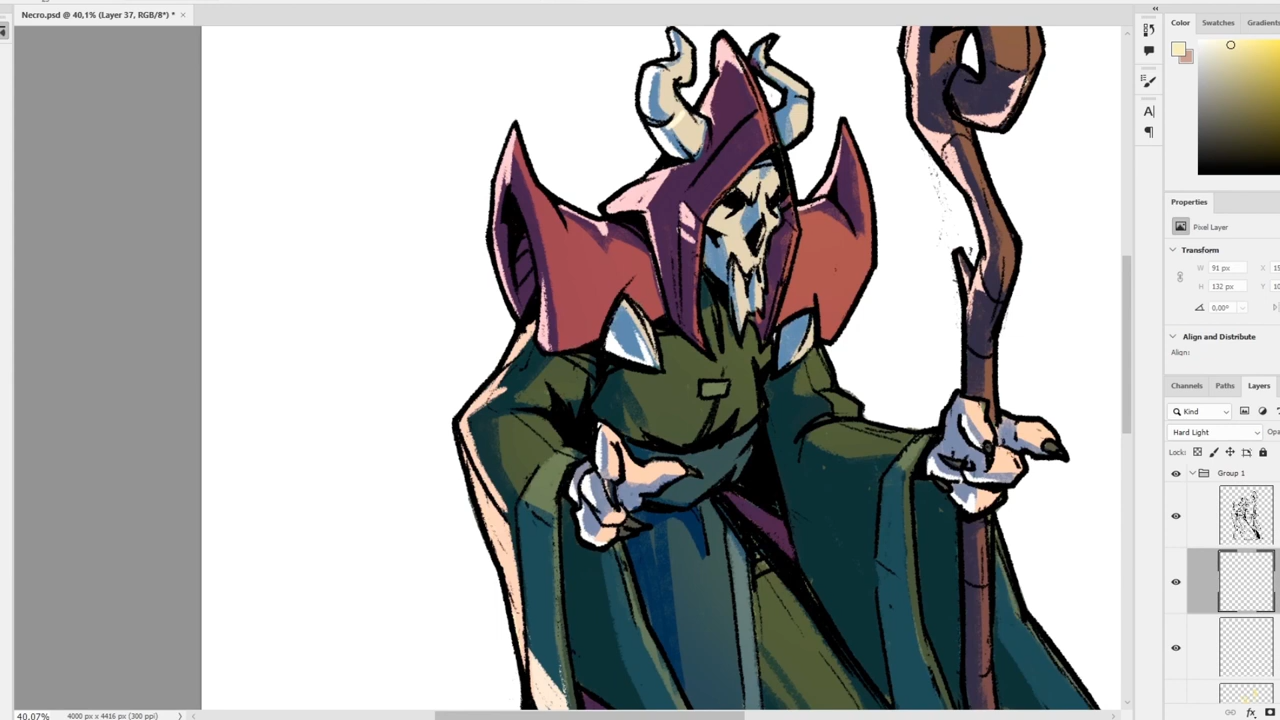 Necro.psd @ 40,1% (Layer 37, RGB/8*) * ×
Color Swatches Gradients
Properties
Pixel Layer
Transform
W 91 px X
H 132 px Y
0,00°
Align and Distribute
Align:
Channels Paths Layers
Kind
Hard Light
Lock:
Group 1
40,07% 4000 px x 4416 px (300 ppi)